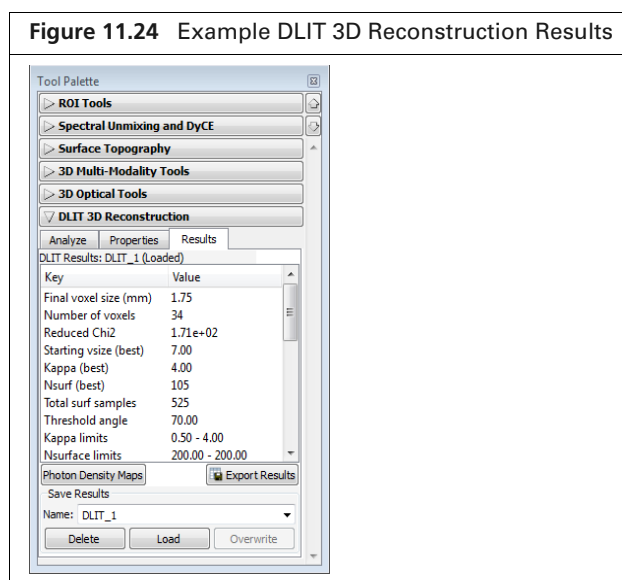 Figure 11.24 Example DLIT 3D Reconstruction Results
Tool Palette
ROI Tools
Spectral Unmixing and DyCE
Surface Topography
3D Multi-Modality Tools
3D Optical Tools
DLIT 3D Reconstruction
Analyze Properties Results
DLIT Results: DLIT_1 (Loaded)
Key Value
Final voxel size (mm) 1.75
Number of voxels 34
Reduced Chi2 1.71e+02
Starting vsize (best) 7.00
Kappa (best) 4.00
Nsurf (best) 105
Total surf samples 525
Threshold angle 70.00
Kappa limits 0.50 - 4.00
Nsurface limits 200.00 - 200.00
Photon Density Maps Export Results
Save Results
Name: DLIT_1
Delete Load Overwrite